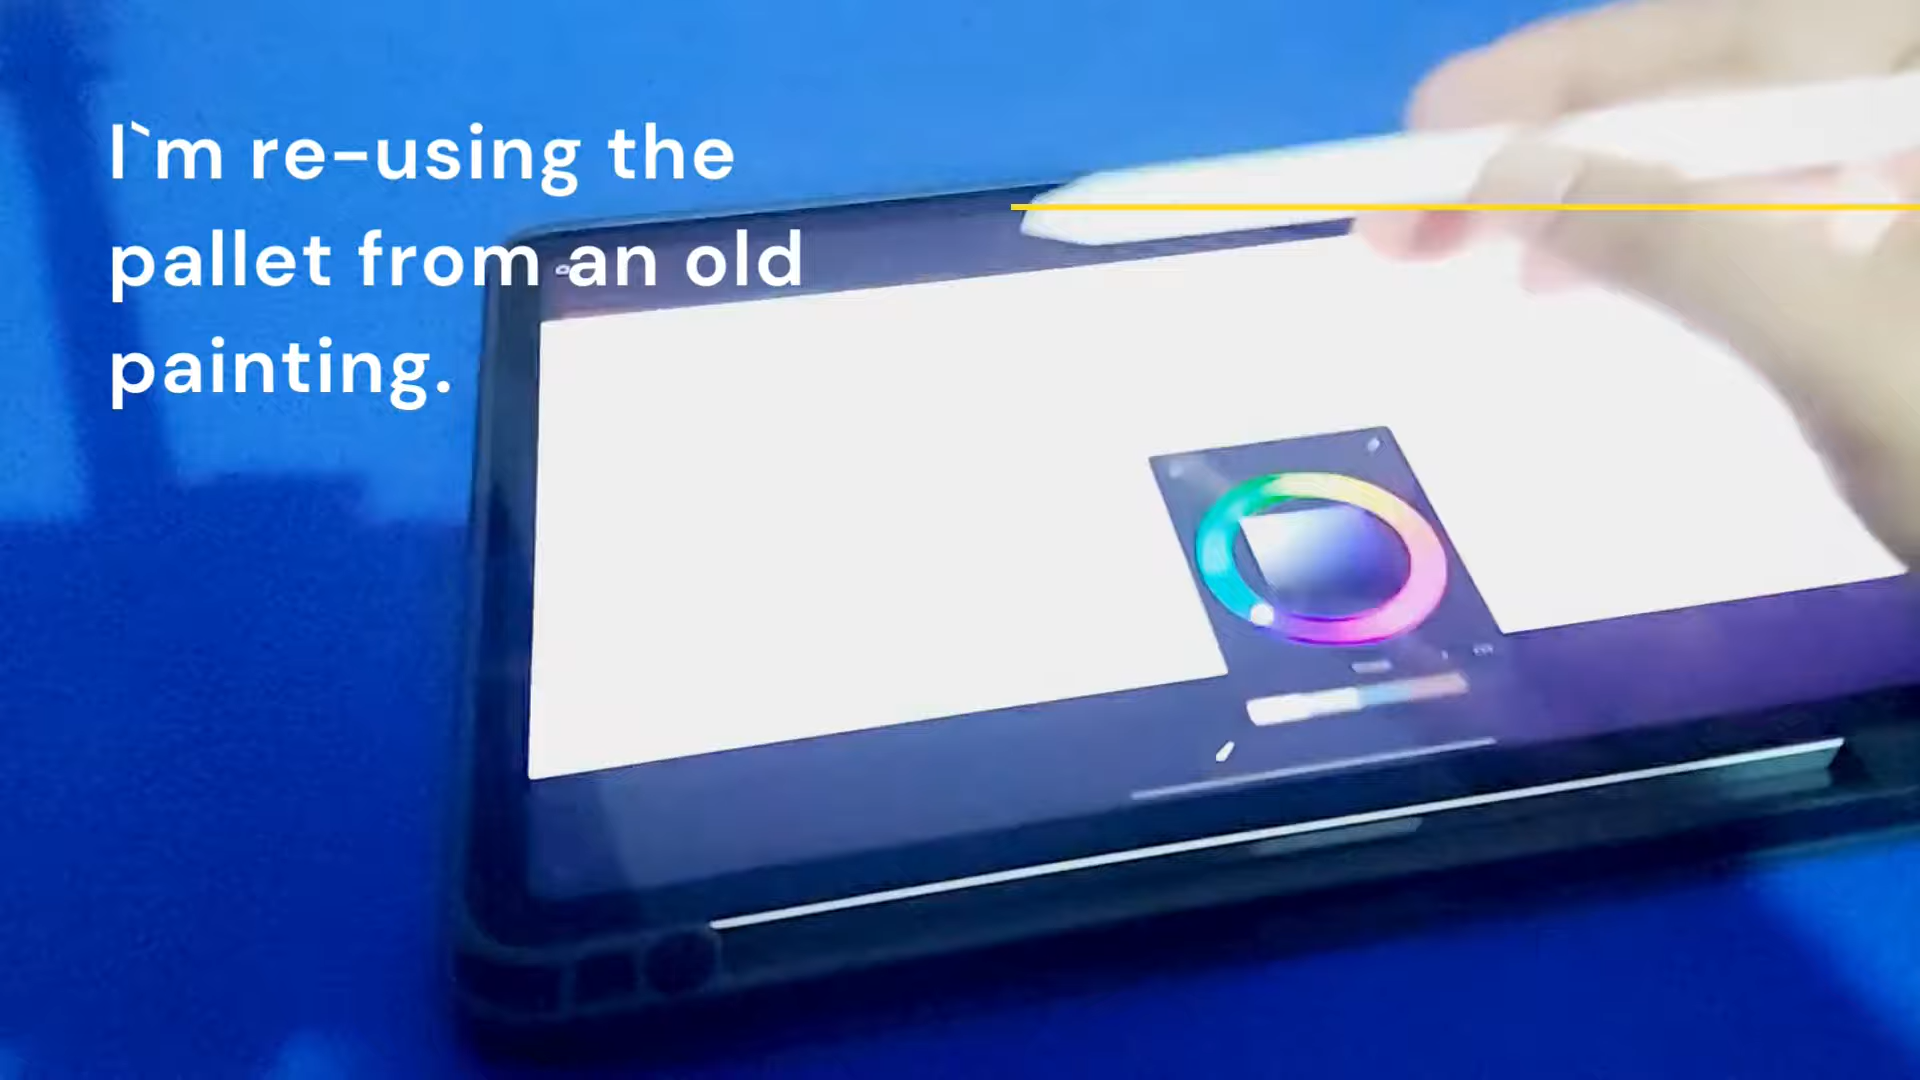 I`m re-using the
pallet from an old
painting.